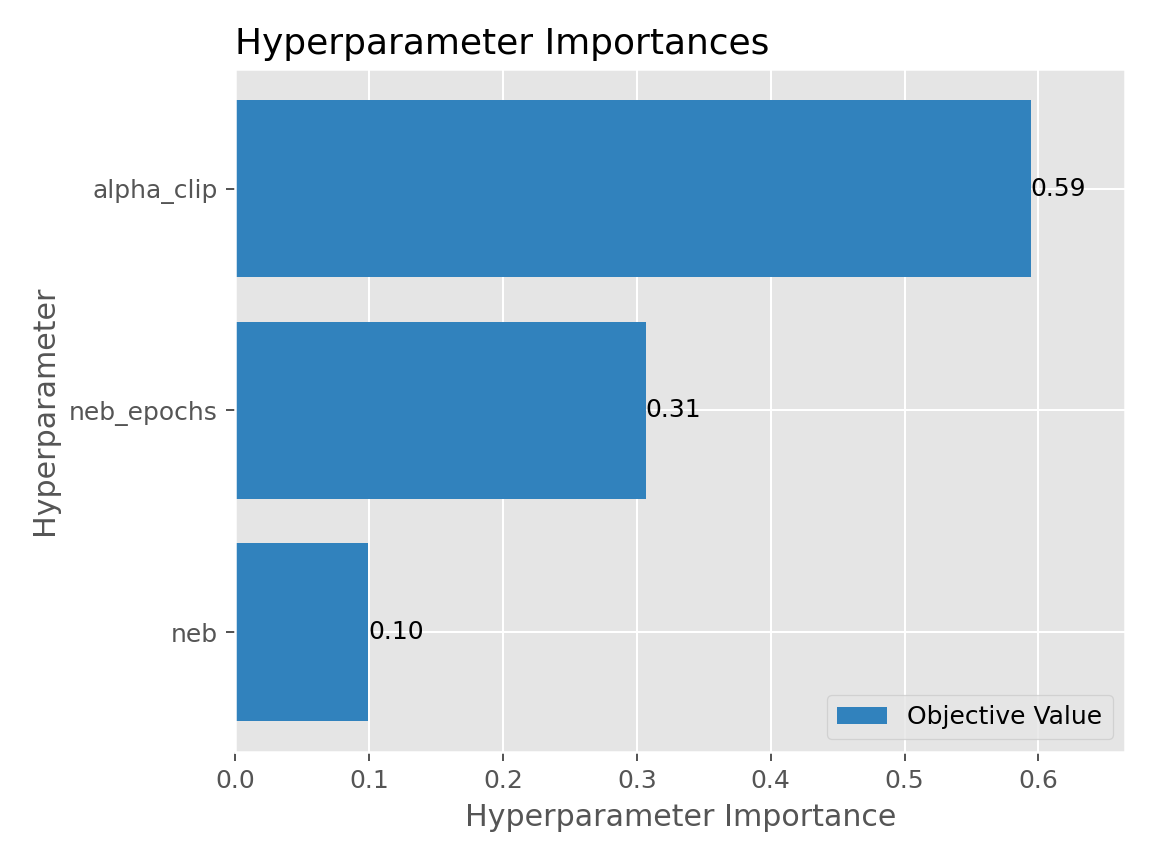 Hyperparameter Importances
alpha_clip
0.59
neb_epochs
0.31
neb
0.10
Hyperparameter
Objective Value
0.0 0.1 0.2 0.3 0.4 0.5 0.6
Hyperparameter Importance